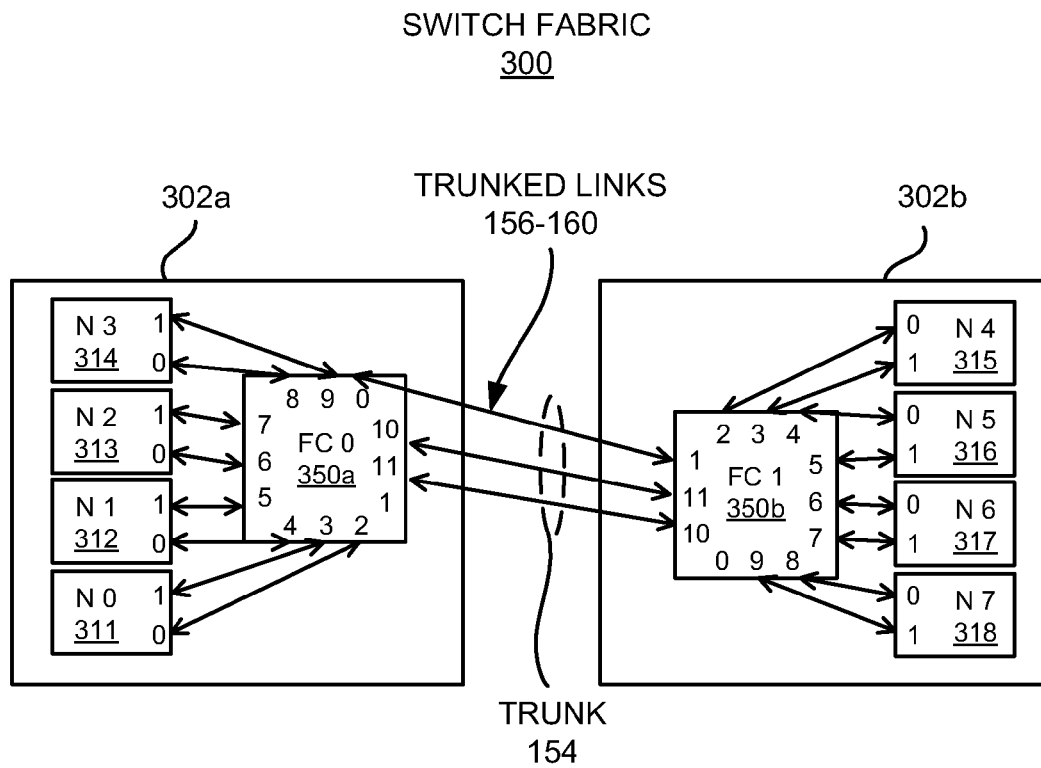 SWITCH FABRIC
300
302a
TRUNKED LINKS
156-160
302b
N 3
314
1
0
N 2
313
1
0
N 1
312
1
0
N 0
311
1
0
8 9 0
7
10
6
FC 0
11
5
350a
1
4 3 2
2 3 4
1
5
11
FC 1
6
10
350b
7
0 9 8
0
N 4
1
315
0
N 5
1
316
0
N 6
1
317
0
N 7
1
318
TRUNK
154